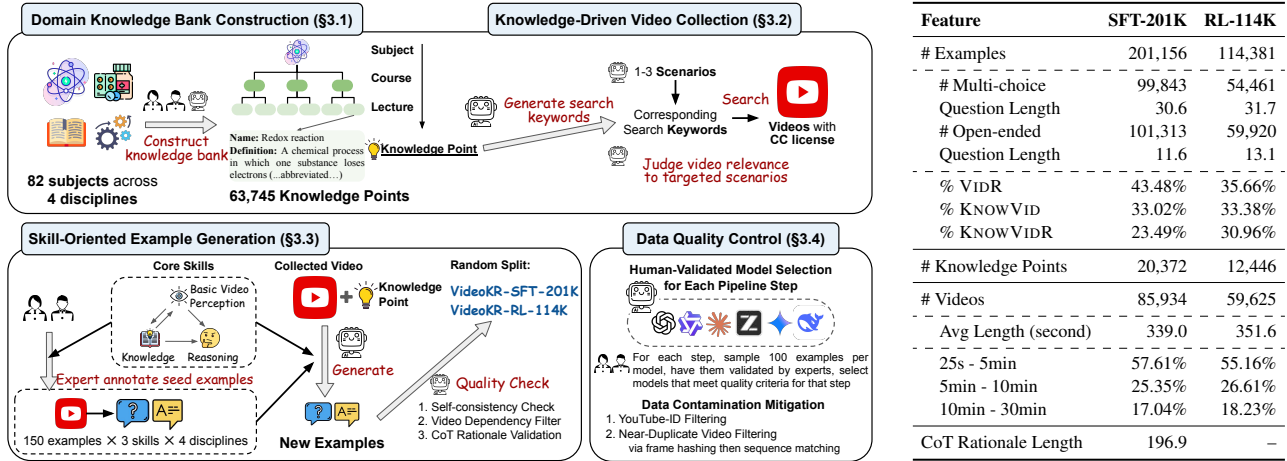 Domain Knowledge Bank Construction (§3.1)
Knowledge-Driven Video Collection (§3.2)
Subject
Course
Lecture
Construct
knowledge bank
Name: Redox reaction
Definition: A chemical process
in which one substance loses
electrons (...abbreviated...)
Knowledge Point
82 subjects across
4 disciplines
63,745 Knowledge Points
Generate search
keywords
1-3 Scenarios
Corresponding
Search Keywords
Search
Videos with
CC license
Judge video relevance
to targeted scenarios
Skill-Oriented Example Generation (§3.3)
Core Skills
Basic Video
Perception
Knowledge
Reasoning
Expert annotate seed examples
150 examples × 3 skills × 4 disciplines
Collected Video
Knowledge
Point
Generate
New Examples
Random Split:
VideoKR-SFT-201K
VideoKR-RL-114K
Quality Check
1. Self-consistency Check
2. Video Dependency Filter
3. CoT Rationale Validation
Data Quality Control (§3.4)
Human-Validated Model Selection
for Each Pipeline Step
For each step, sample 100 examples per
model, have them validated by experts, select
models that meet quality criteria for that step
Data Contamination Mitigation
1. YouTube-ID Filtering
2. Near-Duplicate Video Filtering
via frame hashing then sequence matching
Feature SFT-201K RL-114K
# Examples 201,156 114,381
# Multi-choice 99,843 54,461
Question Length 30.6 31.7
# Open-ended 101,313 59,920
Question Length 11.6 13.1
% VIDR 43.48% 35.66%
% KNOWVID 33.02% 33.38%
% KNOWVIDR 23.49% 30.96%
# Knowledge Points 20,372 12,446
# Videos 85,934 59,625
Avg Length (second) 339.0 351.6
25s - 5min 57.61% 55.16%
5min - 10min 25.35% 26.61%
10min - 30min 17.04% 18.23%
CoT Rationale Length 196.9 –